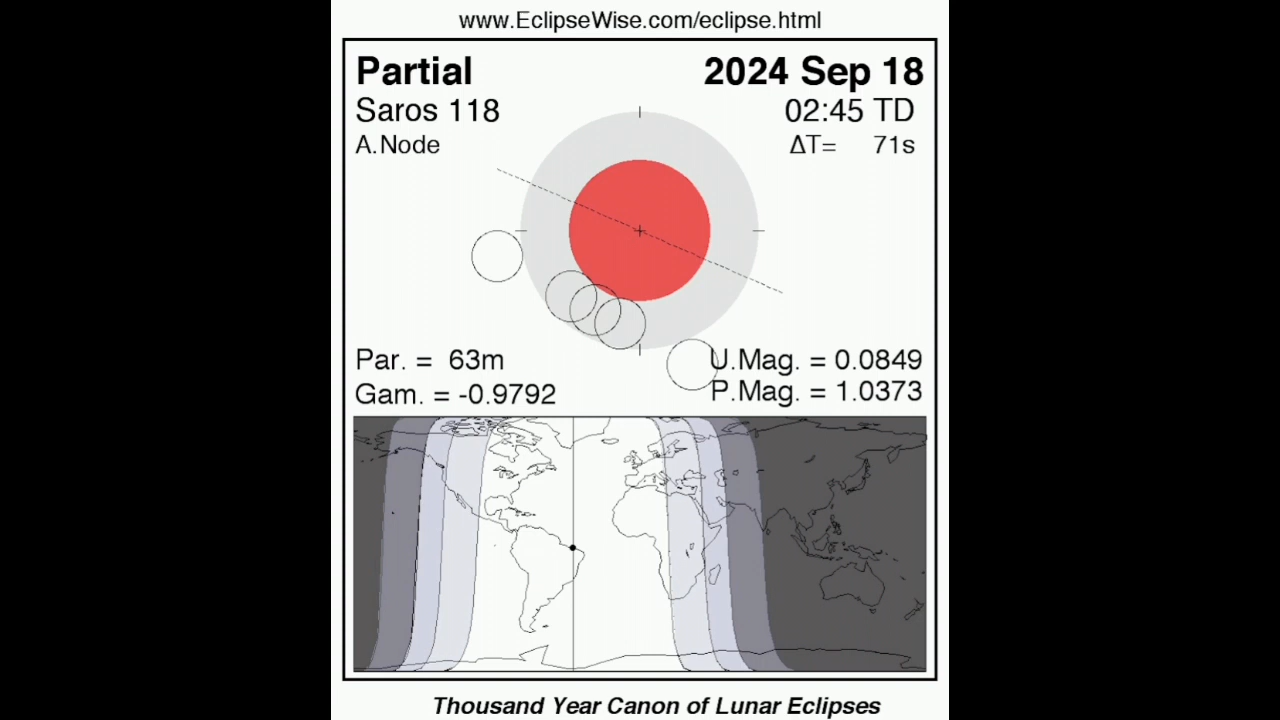 www.EclipseWise.com/eclipse.html
Partial 2024 Sep 18
Saros 118 02:45 TD
A.Node ΔT= 71s
Par. = 63m U.Mag. = 0.0849
Gam. = -0.9792 P.Mag. = 1.0373
Thousand Year Canon of Lunar Eclipses